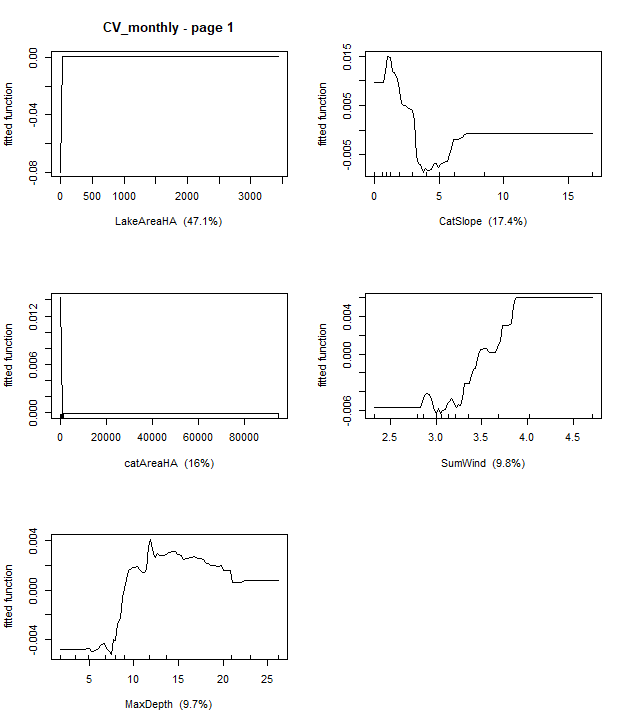 CV_monthly - page 1
fitted function
0.00
-0.04
-0.08
0 500 1000 2000 3000
LakeAreaHA (47.1%)
fitted function
0.015
0.005
-0.005
0 5 10 15
CatSlope (17.4%)
fitted function
0.012
0.006
0.000
0 20000 40000 60000 80000
catAreaHA (16%)
fitted function
0.004
0.000
-0.006
2.5 3.0 3.5 4.0 4.5
SumWind (9.8%)
fitted function
0.004
0.000
-0.004
5 10 15 20 25
MaxDepth (9.7%)